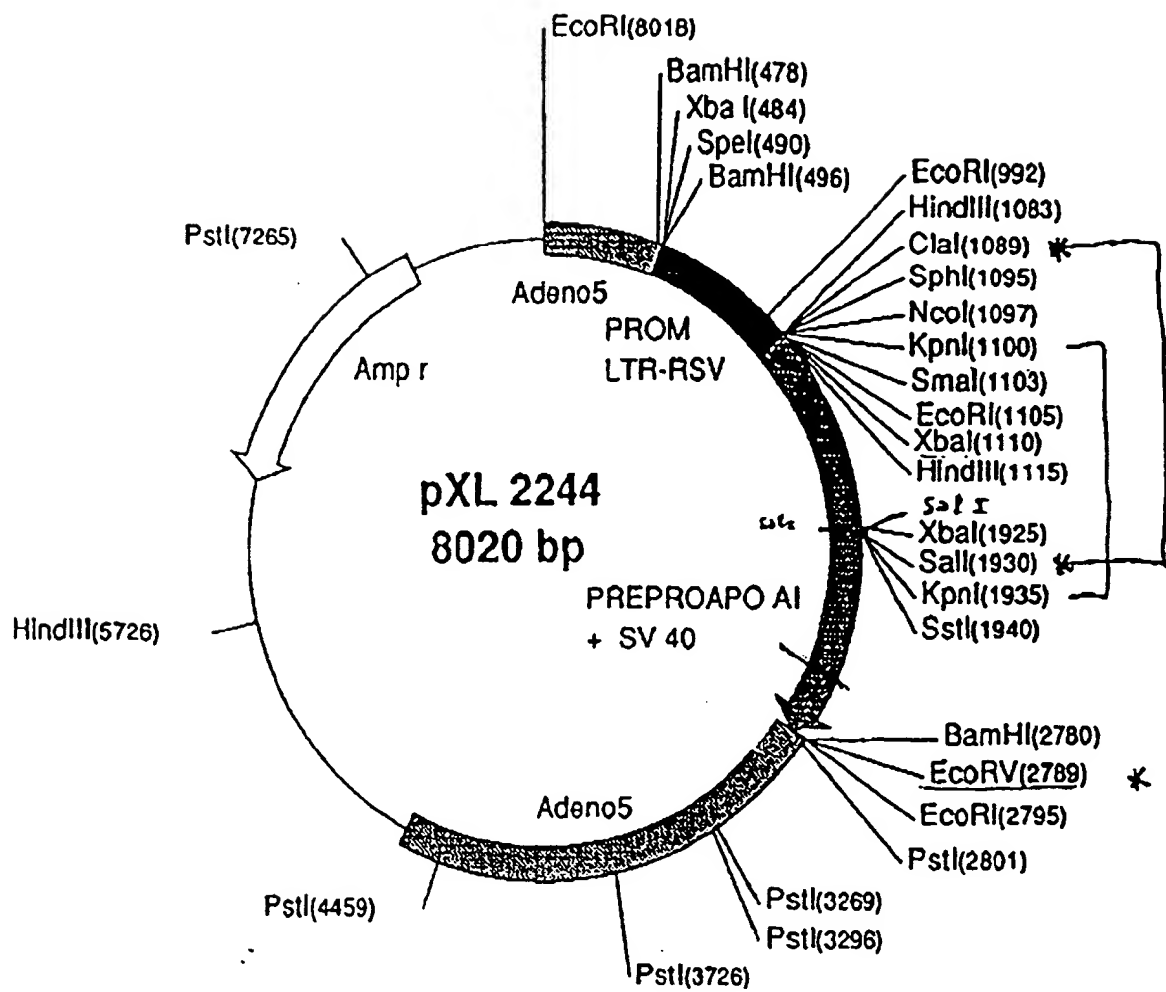 EcoRI(8018)
BamHI(478)
Xba I(484)
SpeI(490)
BamHI(496)
EcoRI(992)
HindIII(1083)
ClaI(1089) *
SphI(1095)
NcoI(1097)
KpnI(1100)
SmaI(1103)
EcoRI(1105)
XbaI(1110)
HindIII(1115)
PstI(7265)
Adeno5
PROM
LTR-RSV
Amp r
pXL 2244
8020 bp
Sal I
XbaI(1925)
SalI(1930) *
KpnI(1935)
SstI(1940)
PREPROAPO AI
+ SV 40
HindIII(5726)
BamHI(2780)
EcoRV(2789) *
EcoRI(2795)
PstI(2801)
Adeno5
PstI(3269)
PstI(3296)
PstI(4459)
PstI(3726)